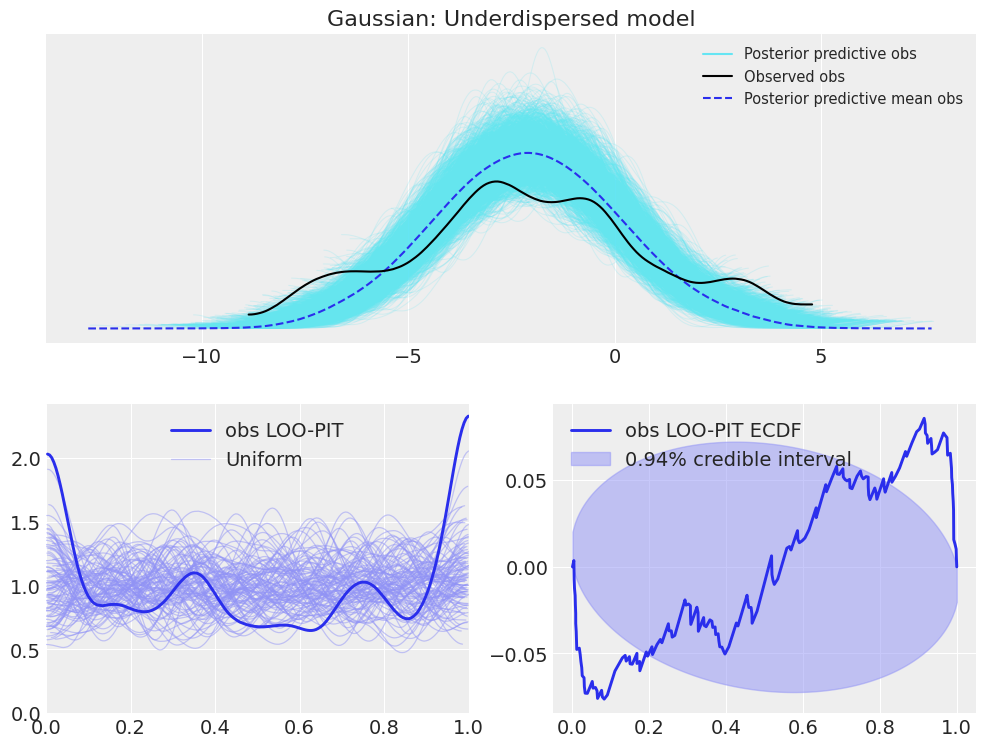 Gaussian: Underdispersed model
Posterior predictive obs
Observed obs
Posterior predictive mean obs
−10 −5 0 5
obs LOO-PIT
Uniform
2.0
1.5
1.0
0.5
0.0
0.0 0.2 0.4 0.6 0.8 1.0
obs LOO-PIT ECDF
0.94% credible interval
0.05
0.00
−0.05
0.0 0.2 0.4 0.6 0.8 1.0